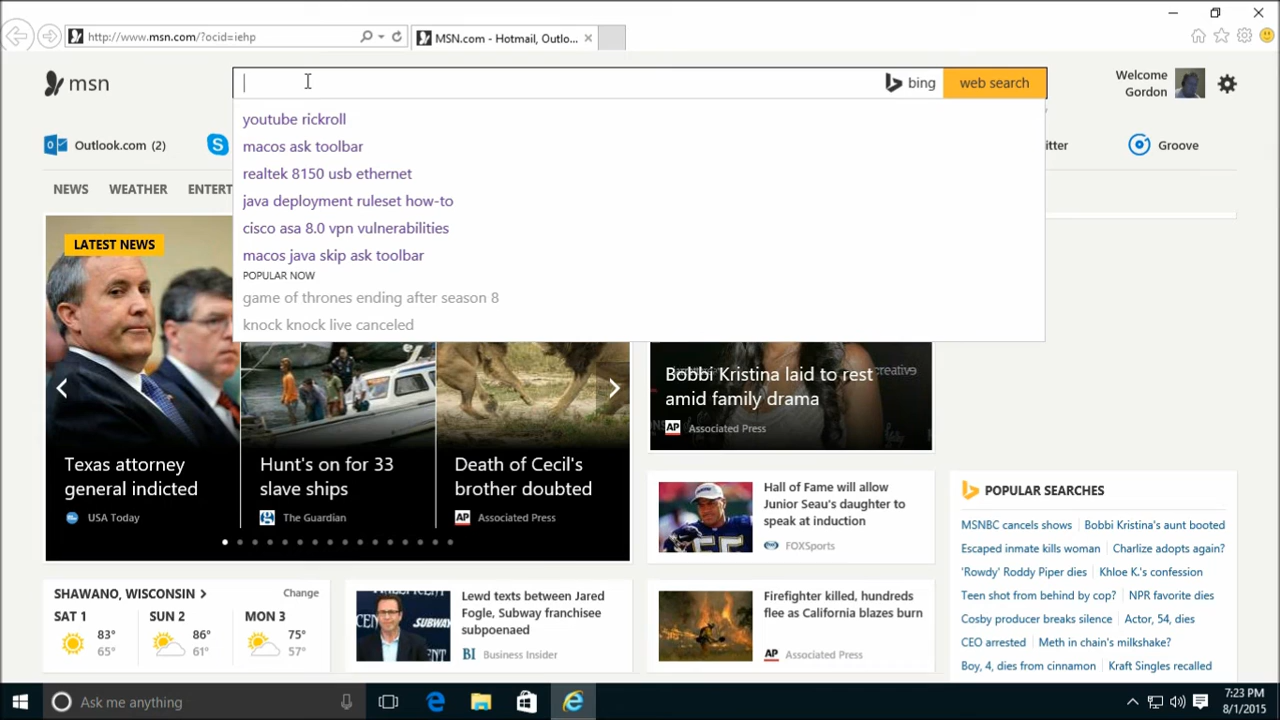 http://www.msn.com/?ocid=iehp
MSN.com - Hotmail, Outlo...
msn
bing
web search
Welcome
Gordon
youtube rickroll
macos ask toolbar
realtek 8150 usb ethernet
java deployment ruleset how-to
cisco asa 8.0 vpn vulnerabilities
macos java skip ask toolbar
POPULAR NOW
game of thrones ending after season 8
knock knock live canceled
Outlook.com (2)
itter
Groove
NEWS
WEATHER
ENTERT
LATEST NEWS
Texas attorney
general indicted
USA Today
Hunt's on for 33
slave ships
The Guardian
Death of Cecil's
brother doubted
AP
Associated Press
Bobbi Kristina laid to rest
amid family drama
creative
AP
Associated Press
Hall of Fame will allow
Junior Seau's daughter to
speak at induction
FOXSports
POPULAR SEARCHES
MSNBC cancels shows
Bobbi Kristina's aunt booted
Escaped inmate kills woman
Charlize adopts again?
'Rowdy' Roddy Piper dies
Khloe K.'s confession
Teen shot from behind by cop?
NPR favorite dies
Cosby producer breaks silence
Actor, 54, dies
CEO arrested
Meth in chain's milkshake?
Boy, 4, dies from cinnamon
Kraft Singles recalled
SHAWANO, WISCONSIN
Change
SAT 1
83°
65°
SUN 2
86°
61°
MON 3
75°
57°
SUBWAY
Lewd texts between Jared
Fogle, Subway franchisee
subpoenaed
BI
Business Insider
Firefighter killed, hundreds
flee as California blazes burn
AP
Associated Press
Ask me anything
7:23 PM
8/1/2015